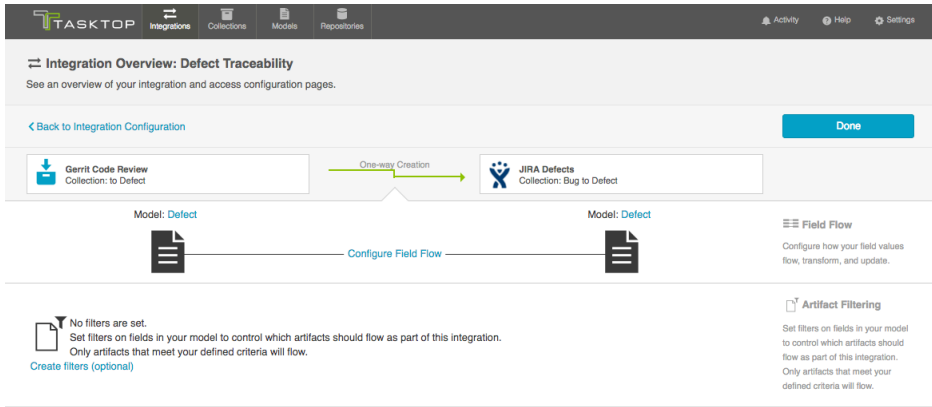 TASKTOP
Integrations
Collections
Models
Repositories
Activity
Help
Settings
Integration Overview: Defect Traceability
See an overview of your integration and access configuration pages.
Back to Integration Configuration
Done
Gerrit Code Review
Collection: to Defect
One-way Creation
JIRA Defects
Collection: Bug to Defect
Model: Defect
Model: Defect
Configure Field Flow
Field Flow
Configure how your field values
flow, transform, and update.
No filters are set.
Set filters on fields in your model to control which artifacts should flow as part of this integration.
Only artifacts that meet your defined criteria will flow.
Create filters (optional)
Artifact Filtering
Set filters on fields in your model
to control which artifacts should
flow as part of this integration.
Only artifacts that meet your
defined criteria will flow.